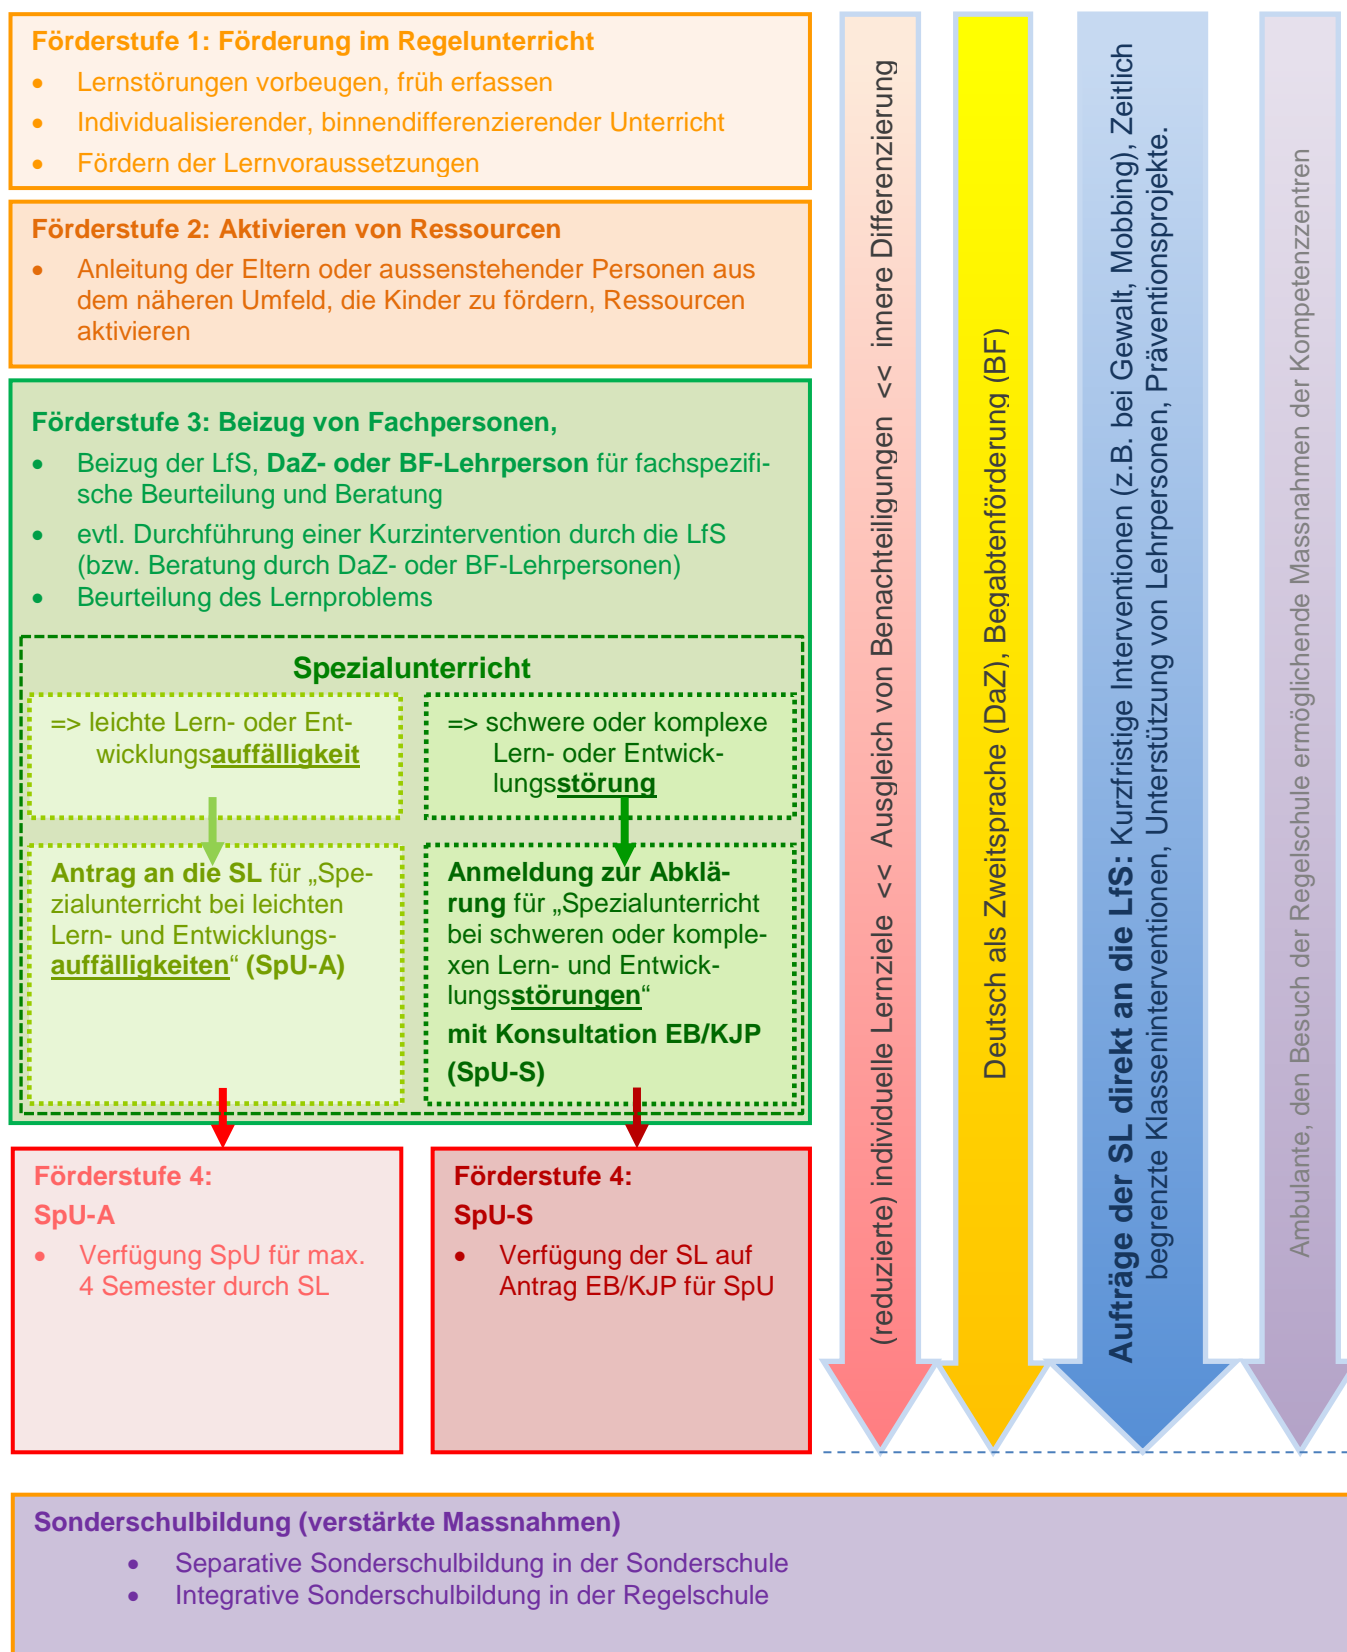 Förderstufe 1: Förderung im Regelunterricht
• Lernstörungen vorbeugen, früh erfassen
• Individualisierender, binnendifferenzierender Unterricht
• Fördern der Lernvoraussetzungen
Förderstufe 2: Aktivieren von Ressourcen
• Anleitung der Eltern oder aussenstehender Personen aus
dem näheren Umfeld, die Kinder zu fördern, Ressourcen
aktivieren
Förderstufe 3: Beizug von Fachpersonen,
• Beizug der LfS, DaZ- oder BF-Lehrperson für fachspezifi-
sche Beurteilung und Beratung
• evtl. Durchführung einer Kurzintervention durch die LfS
(bzw. Beratung durch DaZ- oder BF-Lehrpersonen)
• Beurteilung des Lernproblems
Spezialunterricht
=> leichte Lern- oder Ent-
wicklungsauffälligkeit
=> schwere oder komplexe
Lern- oder Entwick-
lungsstörung
Antrag an die SL für „Spe-
zialunterricht bei leichten
Lern- und Entwicklungs-
auffälligkeiten“ (SpU-A)
Anmeldung zur Abklä-
rung für „Spezialunterricht
bei schweren oder komple-
xen Lern- und Entwick-
lungsstörungen“
mit Konsultation EB/KJP
(SpU-S)
Förderstufe 4:
SpU-A
• Verfügung SpU für max.
4 Semester durch SL
Förderstufe 4:
SpU-S
• Verfügung der SL auf
Antrag EB/KJP für SpU
(reduzierte) individuelle Lernziele << Ausgleich von Benachteiligungen << innere Differenzierung
Deutsch als Zweitsprache (DaZ), Begabtenförderung (BF)
Aufträge der SL direkt an die LfS: Kurzfristige Interventionen (z.B. bei Gewalt, Mobbing), Zeitlich
begrenzte Klasseninterventionen, Unterstützung von Lehrpersonen, Präventionsprojekte.
Ambulante, den Besuch der Regelschule ermöglichende Massnahmen der Kompetenzzentren
Sonderschulbildung (verstärkte Massnahmen)
• Separative Sonderschulbildung in der Sonderschule
• Integrative Sonderschulbildung in der Regelschule